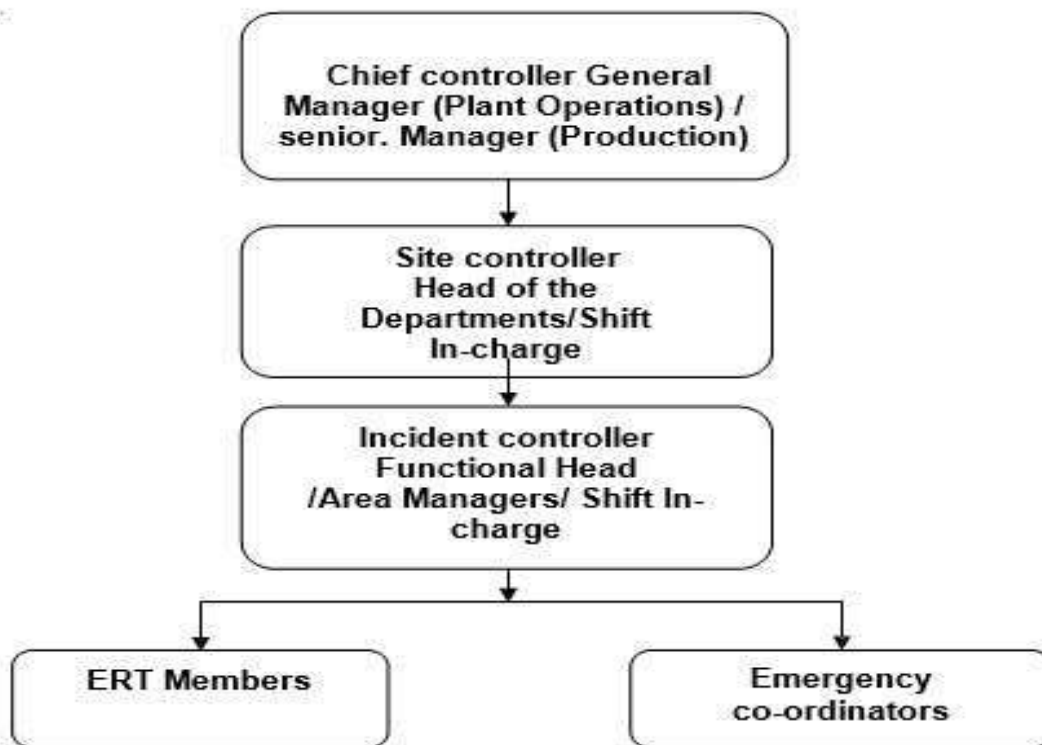 Chief controller General
Manager (Plant Operations) /
senior. Manager (Production)
Site controller
Head of the
Departments/Shift
In-charge
Incident controller
Functional Head
/Area Managers/ Shift In-
charge
ERT Members
Emergency
co-ordinators